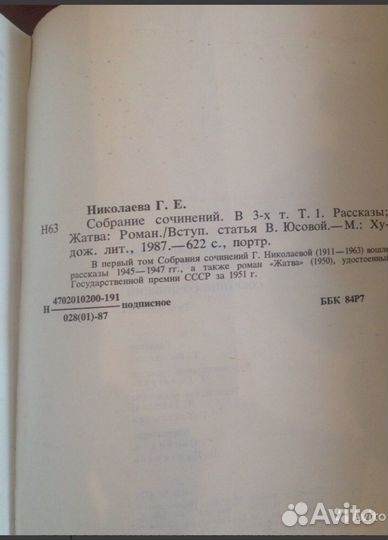 Николаева Г. Е.
Н63 Собрание сочинений. В 3-х т. Т. 1. Рассказы;
Жатва: Роман./Вступ. статья В. Юсовой.—М.: Ху-
дож. лит., 1987.—622 с., портр.
В первый том Собрания сочинений Г. Николаевой (1911—1963) вошли
рассказы 1945—1947 гг., а также роман «Жатва» (1950), удостоенный
Государственной премии СССР за 1951 г.
Н 4702010200-191 подписное
028(01)-87
ББК 84Р7
Avito
Avito